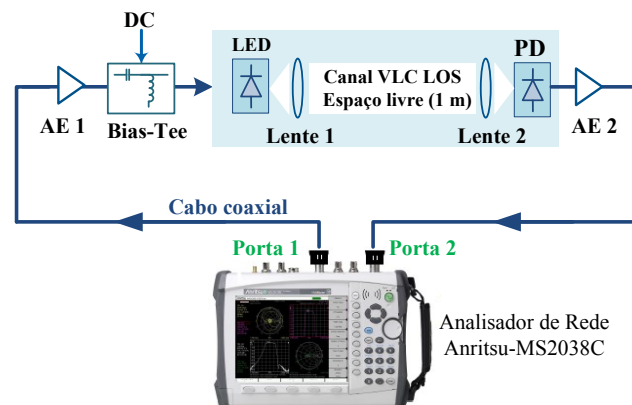 DC
LED
PD
Canal VLC LOS
Espaço livre (1 m)
AE 1
Bias-Tee
Lente 1
Lente 2
AE 2
Cabo coaxial
Porta 1
Porta 2
Analisador de Rede
Anritsu-MS2038C